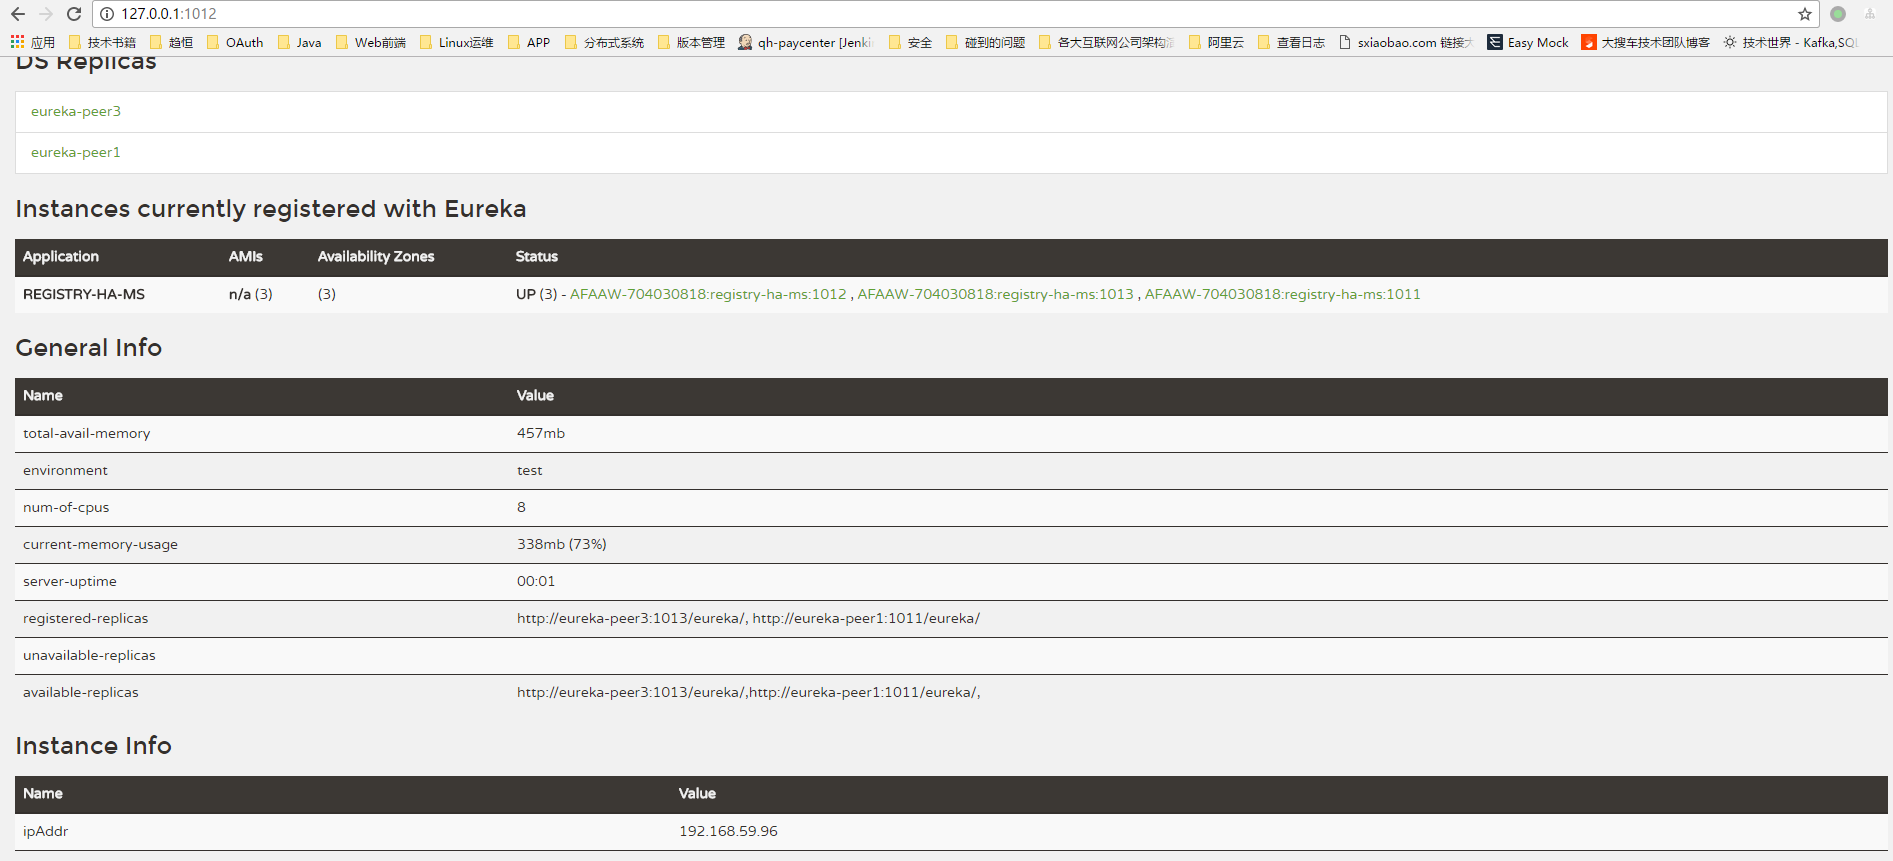 127.0.0.1:1012
应用 技术书籍 趋恒 OAuth Java Web前端 Linux运维 APP 分布式系统 版本管理 qh-paycenter [Jenki 安全 碰到的问题 各大互联网公司架构 阿里云 查看日志 sxiaobao.com 链接 Easy Mock 大搜车技术团队博客 技术世界 - Kafka,SQL
DS Replicas
eureka-peer3
eureka-peer1
Instances currently registered with Eureka
Application AMIs Availability Zones Status
REGISTRY-HA-MS n/a (3) (3) UP (3) - AFAAW-704030818:registry-ha-ms:1012 , AFAAW-704030818:registry-ha-ms:1013 , AFAAW-704030818:registry-ha-ms:1011
General Info
Name Value
total-avail-memory 457mb
environment test
num-of-cpus 8
current-memory-usage 338mb (73%)
server-uptime 00:01
registered-replicas http://eureka-peer3:1013/eureka/, http://eureka-peer1:1011/eureka/
unavailable-replicas
available-replicas http://eureka-peer3:1013/eureka/,http://eureka-peer1:1011/eureka/,
Instance Info
Name Value
ipAddr 192.168.59.96